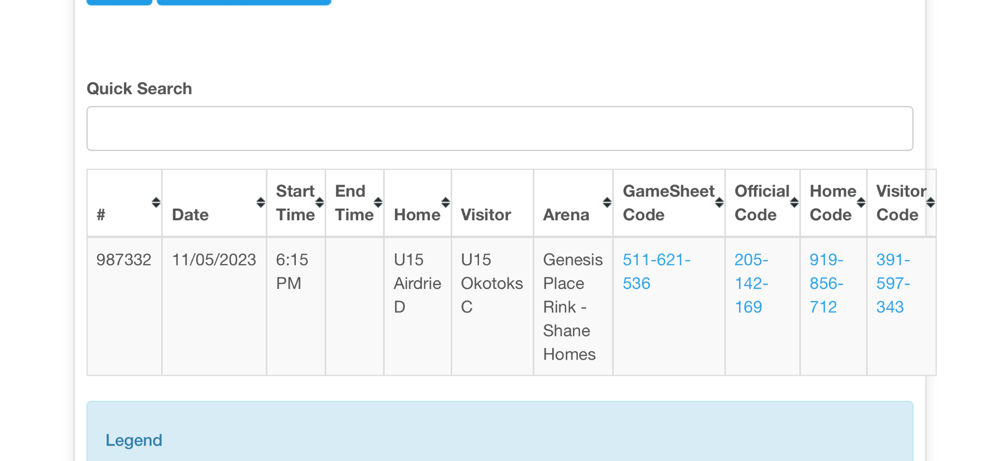 Quick Search
# Date Start Time End Time Home Visitor Arena GameSheet Code Official Code Home Code Visitor Code
987332 11/05/2023 6:15 PM U15 Airdrie D U15 Okotoks C Genesis Place Rink - Shane Homes 511-621-536 205-142-169 919-856-712 391-597-343
Legend